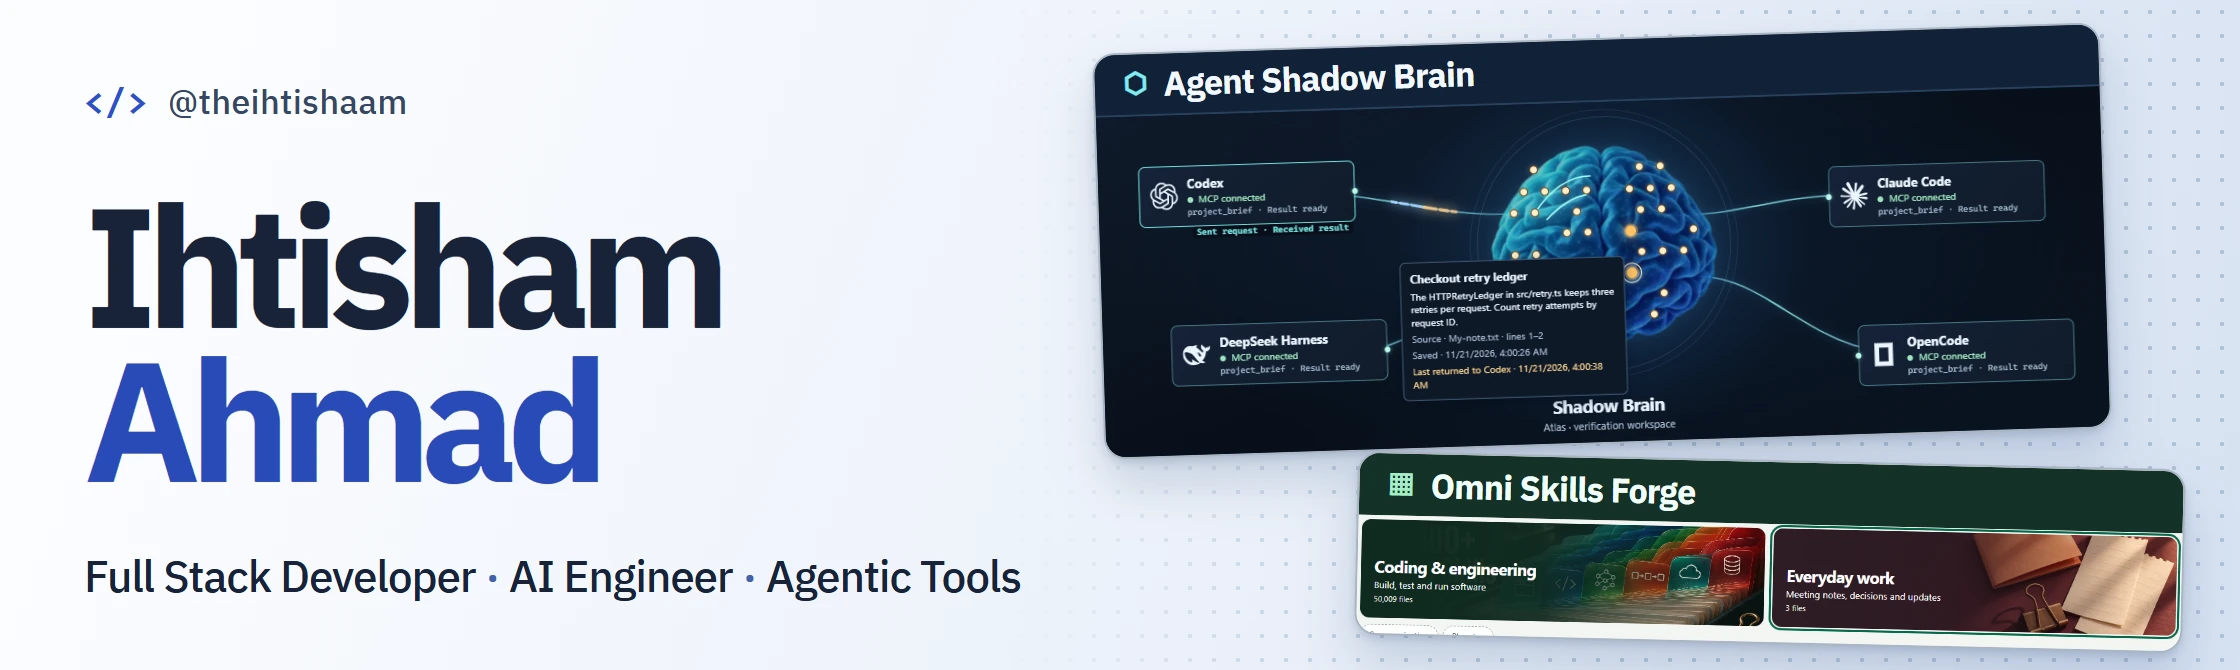 </> @theihtishaam
Ihtisham
Ahmad
Full Stack Developer · AI Engineer · Agentic Tools
Agent Shadow Brain
Codex
MCP connected
project_brief · Result ready
Sent request · Received result
Claude Code
MCP connected
project_brief · Result ready
DeepSeek Harness
MCP connected
project_brief · Result ready
Checkout retry ledger
The HTTPRetryLedger in src/retry.ts keeps three
retries per request. Count retry attempts by
request ID.
Source · My-note.txt · lines 1–2
Saved · 11/21/2026, 4:00:26 AM
Last returned to Codex · 11/21/2026, 4:00:38
AM
OpenCode
MCP connected
project_brief · Result ready
Shadow Brain
Atlas · verification workspace
Omni Skills Forge
Coding & engineering
Build, test and run software
50,009 files
Everyday work
Meeting notes, decisions and updates
3 files